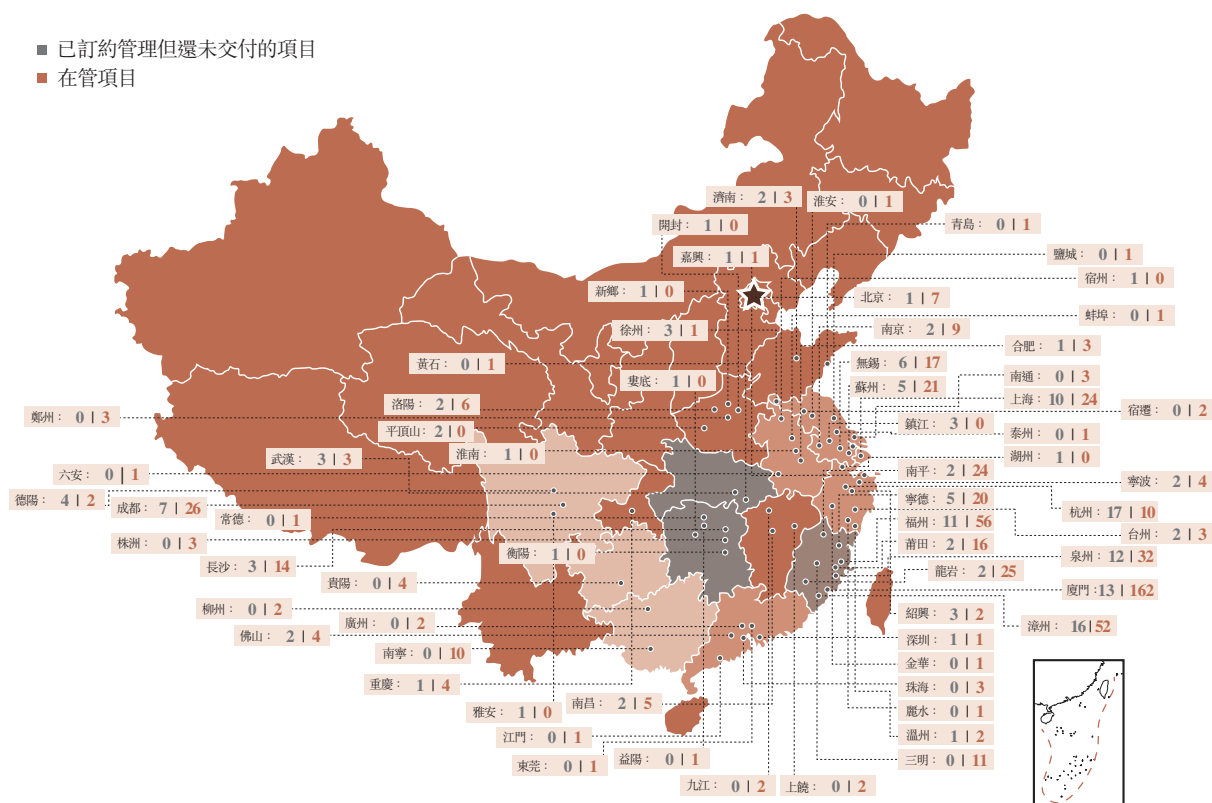 已訂約管理但還未交付的項目
在管項目
濟南： 2 | 3
淮安： 0 | 1
開封： 1 | 0
青島： 0 | 1
嘉興： 1 | 1
鹽城： 0 | 1
宿州： 1 | 0
新鄉： 1 | 0
北京： 1 | 7
徐州： 3 | 1
南京： 2 | 9
蚌埠： 0 | 1
合肥： 1 | 3
黃石： 0 | 1
無錫： 6 | 17
婁底： 1 | 0
南通： 0 | 3
蘇州： 5 | 21
上海： 10 | 24
洛陽： 2 | 6
宿遷： 0 | 2
鄭州： 0 | 3
鎮江： 3 | 0
平頂山： 2 | 0
泰州： 0 | 1
淮南： 1 | 0
湖州： 1 | 0
武漢： 3 | 3
六安： 0 | 1
南平： 2 | 24
寧波： 2 | 4
德陽： 4 | 2
寧德： 5 | 20
成都： 7 | 26
杭州： 17 | 10
常德： 0 | 1
福州： 11 | 56
台州： 2 | 3
株洲： 0 | 3
莆田： 2 | 16
衡陽： 1 | 0
泉州： 12 | 32
長沙： 3 | 14
龍岩： 2 | 25
貴陽： 0 | 4
廈門：13 | 162
柳州： 0 | 2
紹興： 3 | 2
廣州： 0 | 2
漳州： 16|52
佛山： 2 | 4
深圳： 1 | 1
南寧： 0 | 10
金華： 0 | 1
重慶： 1 | 4
珠海： 0 | 3
南昌： 2 | 5
雅安： 1 | 0
麗水： 0 | 1
江門： 0 | 1
溫州： 1 | 2
益陽： 0 | 1
三明： 0 | 11
東莞： 0 | 1
九江： 0 | 2
上饒： 0 | 2